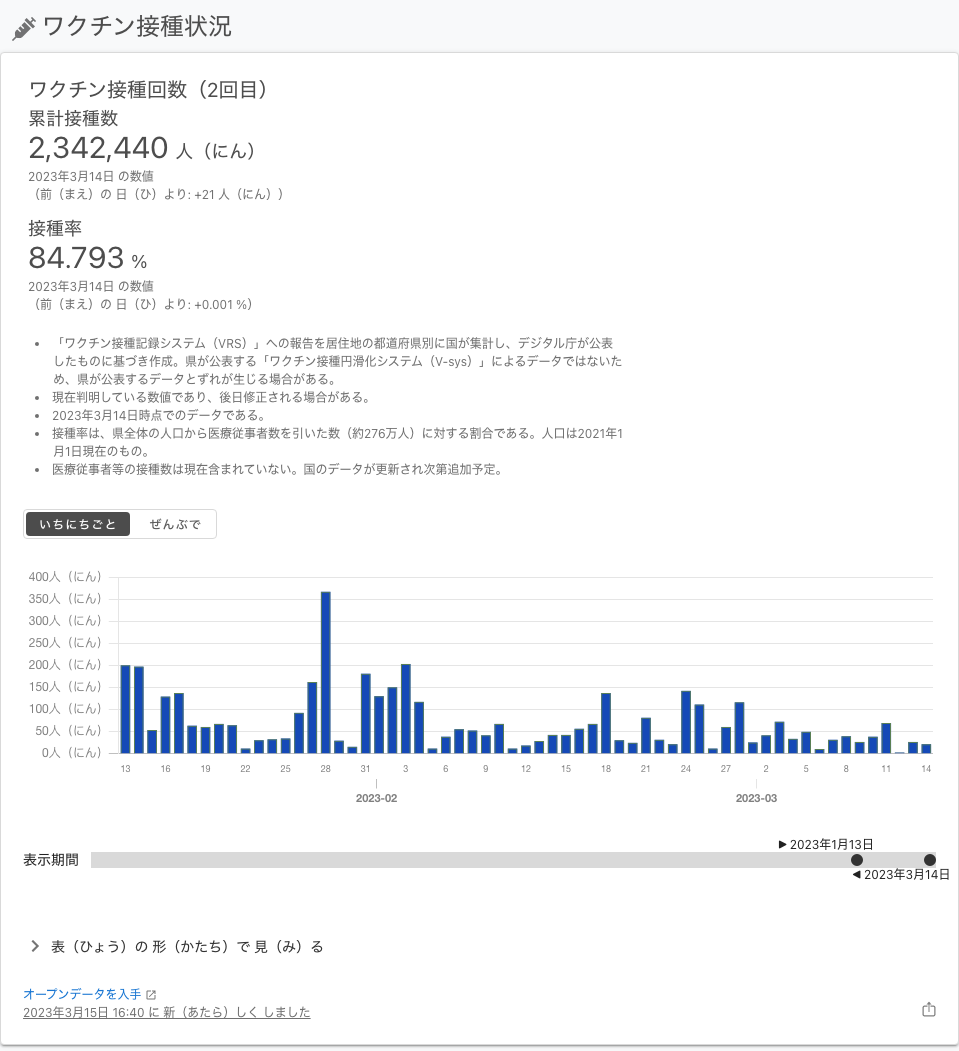 ワクチン接種状況
ワクチン接種回数（2回目）
累計接種数
2,342,440 人（にん）
2023年3月14日 の数値
（前（まえ）の 日（ひ）より: +21 人（にん））
接種率
84.793 %
2023年3月14日 の数値
（前（まえ）の 日（ひ）より: +0.001 %）
• 「ワクチン接種記録システム（VRS）」への報告を居住地の都道府県別に国が集計し、デジタル庁が公表
したものに基づき作成。県が公表する「ワクチン接種円滑化システム（V-sys）」によるデータではないた
め、県が公表するデータとずれが生じる場合がある。
• 現在判明している数値であり、後日修正される場合がある。
• 2023年3月14日時点でのデータである。
• 接種率は、県全体の人口から医療従事者数を引いた数（約276万人）に対する割合である。人口は2021年1
月1日現在のもの。
• 医療従事者等の接種数は現在含まれていない。国のデータが更新され次第追加予定。
いちにちごと ぜんぶで
400人（にん）
350人（にん）
300人（にん）
250人（にん）
200人（にん）
150人（にん）
100人（にん）
50人（にん）
0人（にん）
13 16 19 22 25 28 31 3 6 9 12 15 18 21 24 27 2 5 8 11 14
2023-02 2023-03
▶ 2023年1月13日
表示期間
◀ 2023年3月14日
表（ひょう）の 形（かたち）で 見（み）る
オープンデータを入手
2023年3月15日 16:40 に 新（あたら）しく しました